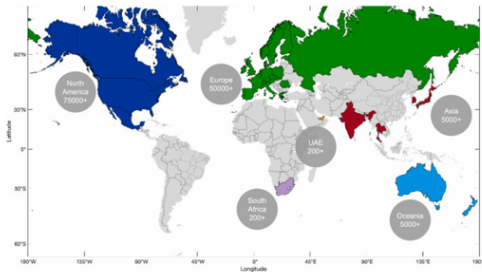 60°N
30°N
0°
30°S
60°S
Latitude
North
America
75000+
Europe
50000+
Asia
5000+
UAE
200+
South
Africa
200+
Oceania
5000+
180°W
135°W
90°W
45°W
0°
45°E
90°E
135°E
180°
Longitude